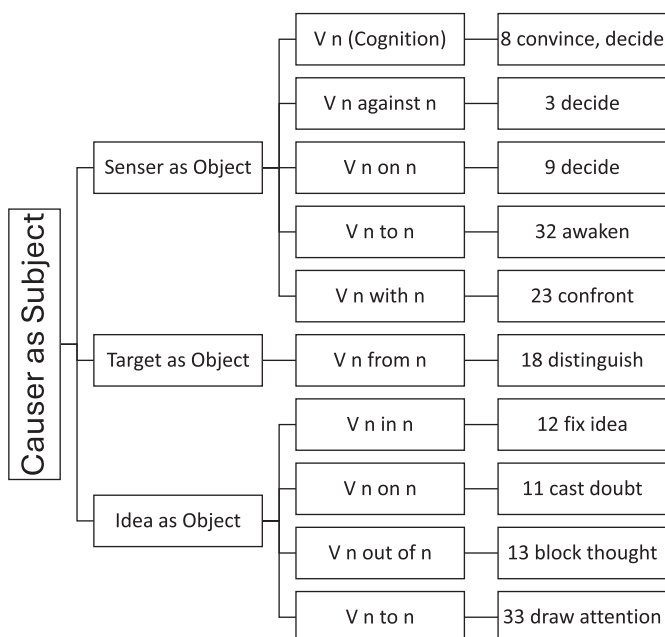 Causer as Subject
Senser as Object
V n (Cognition)
8 convince, decide
V n against n
3 decide
V n on n
9 decide
V n to n
32 awaken
V n with n
23 confront
Target as Object
V n from n
18 distinguish
Idea as Object
V n in n
12 fix idea
V n on n
11 cast doubt
V n out of n
13 block thought
V n to n
33 draw attention